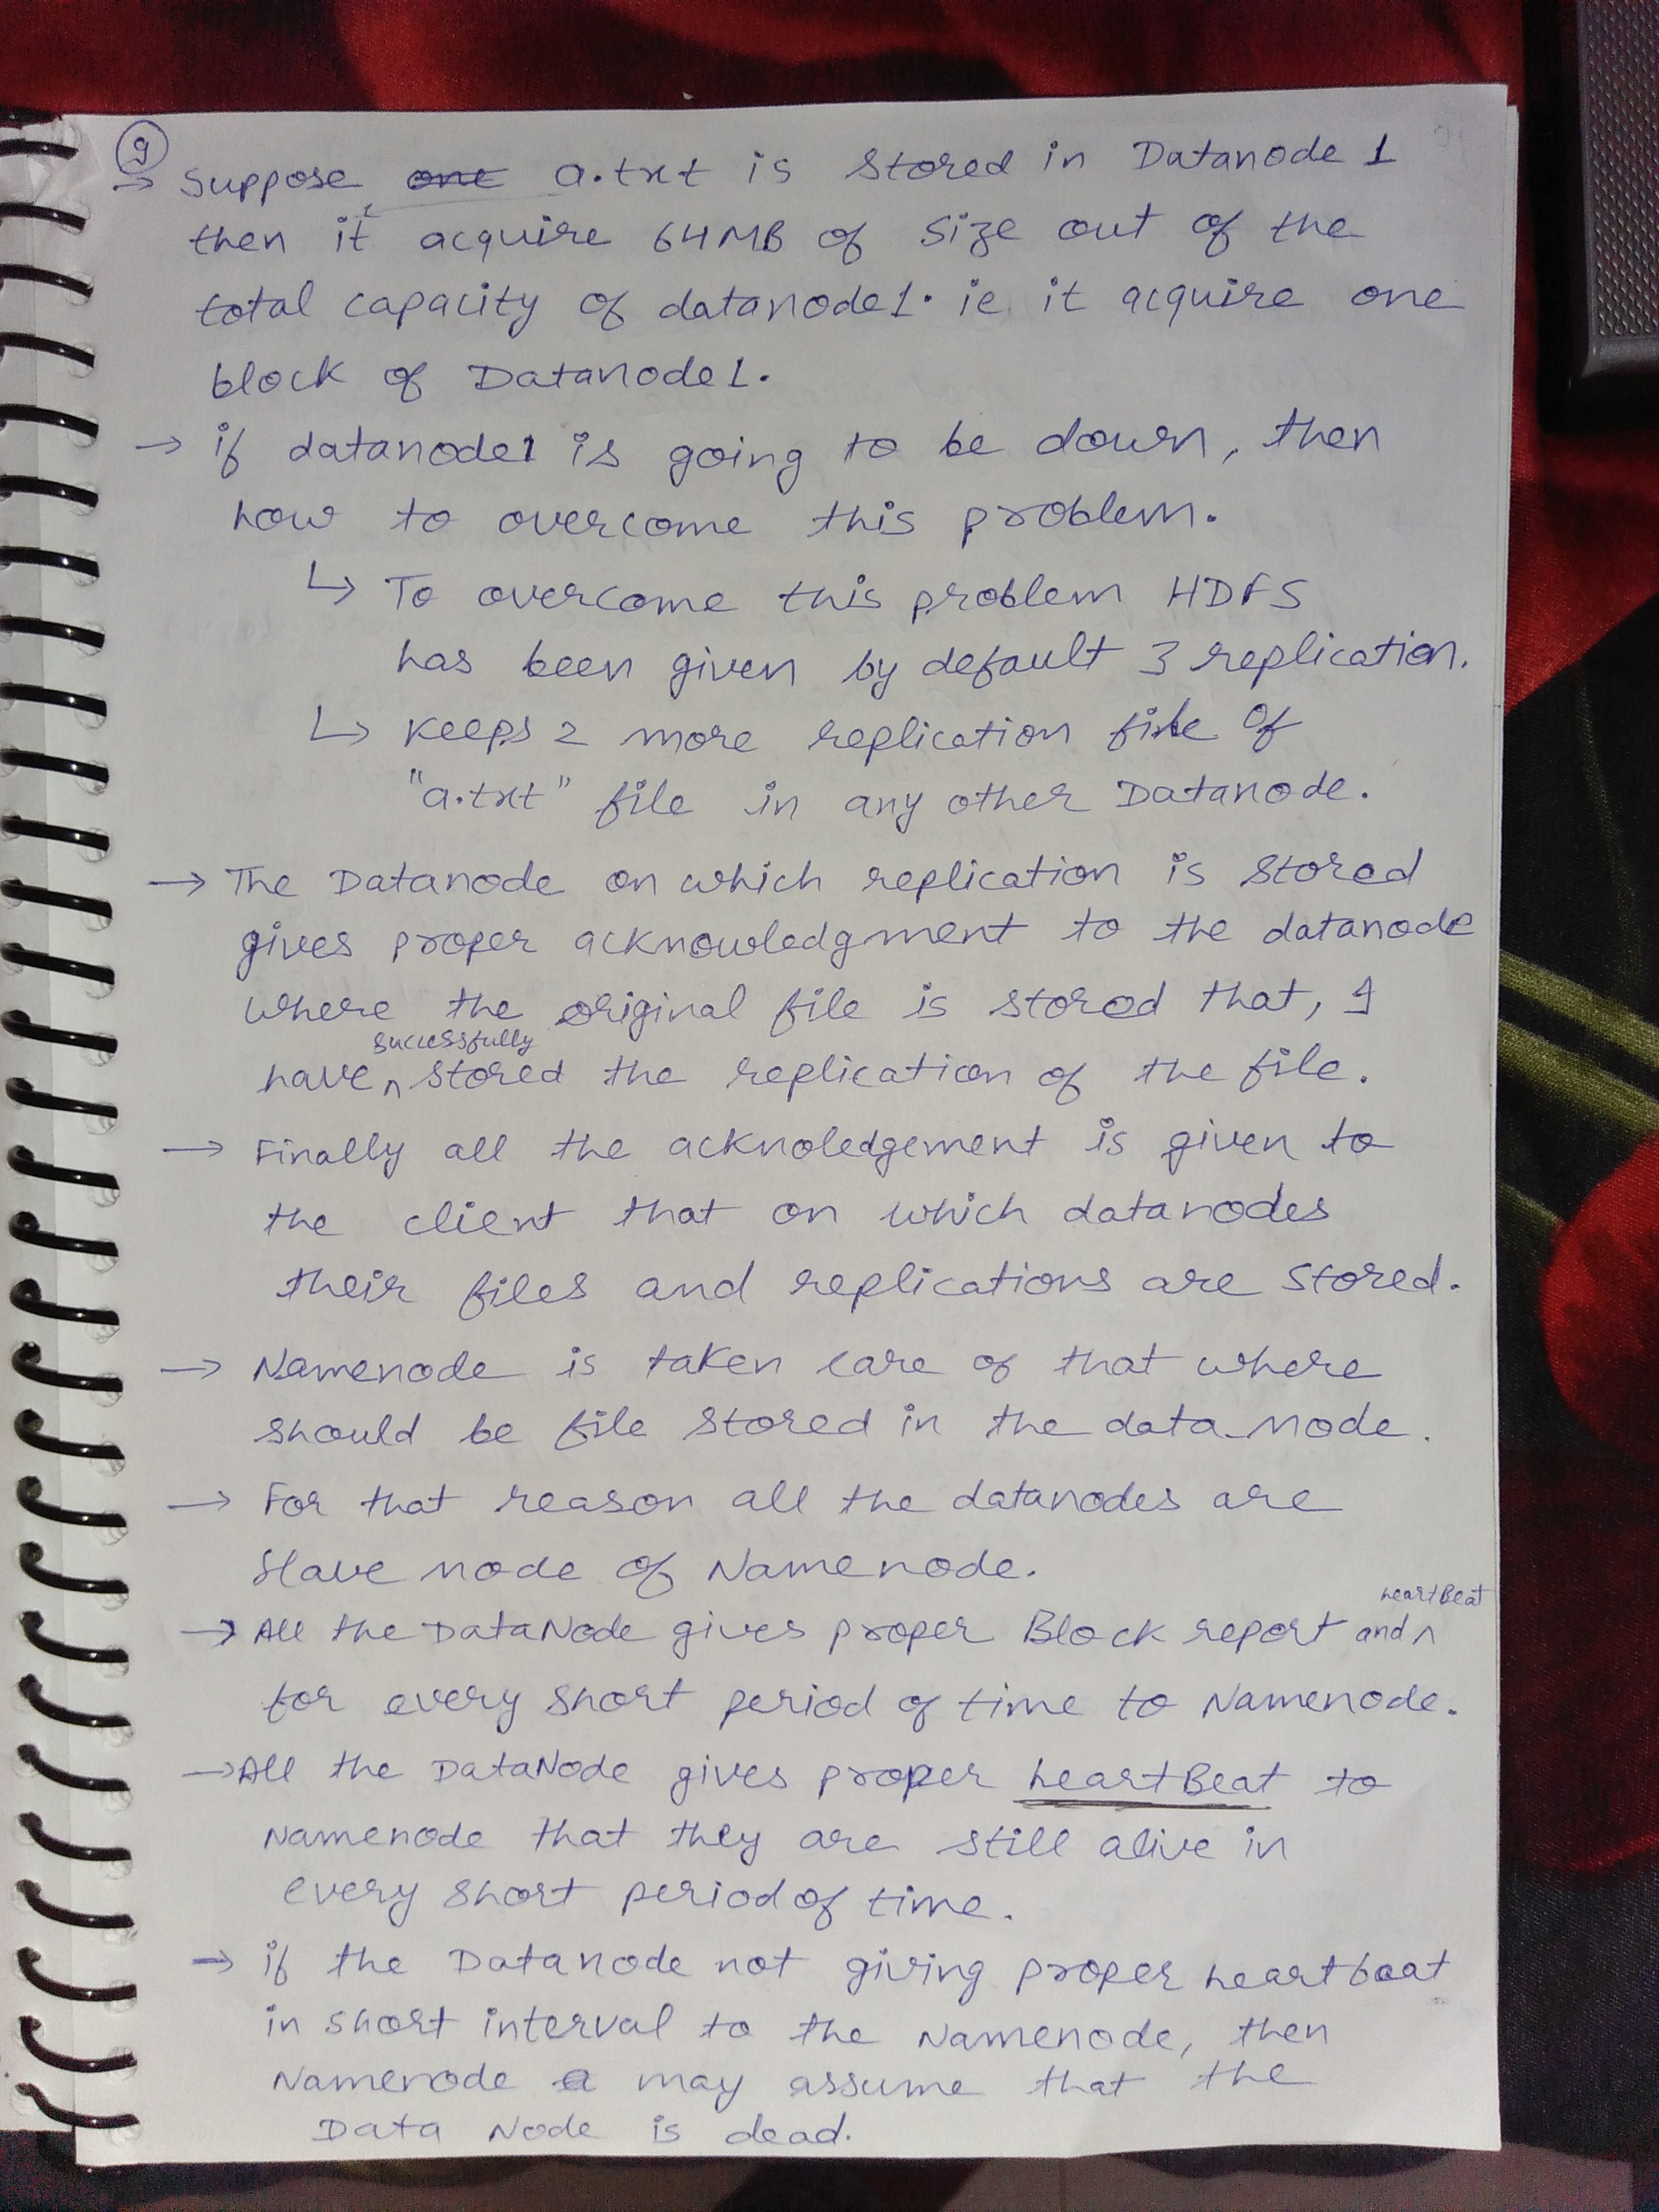 9
→ Suppose, one a.txt is stored in Datanode 1
then it acquire 64MB of size out of the
total capacity of datanode1. ie it acquire one
block of Datanode1.
→ if datanode1 is going to be down, then
how to overcome this problem.
↳ To overcome this problem HDFS
has been given by default 3 replication.
↳ Keeps 2 more replication file of
"a.txt" file in any other Datanode.
→ The Datanode on which replication is stored
gives proper acknowledgment to the datanode
where the original file is stored that, I
successfully
have ^ stored the replication of the file.
→ Finally all the acknoledgement is given to
the client that on which datanodes
their files and replications are stored.
→ Namenode is taken care of that where
should be file stored in the data node.
→ For that reason all the datanodes are
slave node of Namenode.
heartBeat
→ All the DataNode gives proper Block report and ^
for every short period of time to Namenode.
→ All the DataNode gives proper heartBeat to
Namenode that they are still alive in
every short period of time.
→ if the Datanode not giving proper heartbeat
in short interval to the Namenode, then
Namenode a may assume that the
Data Node is dead.